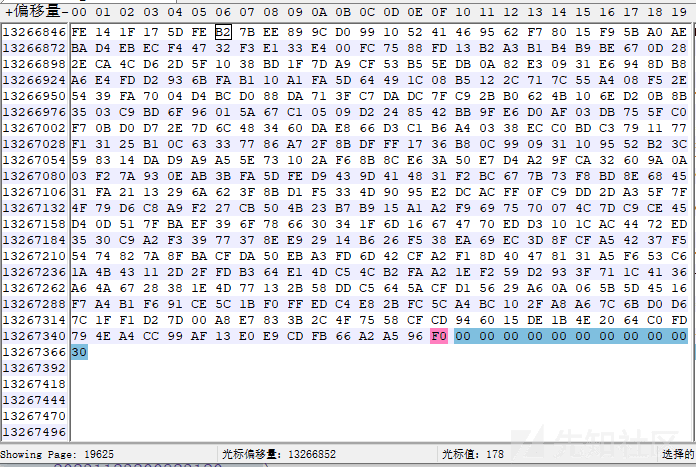 +偏移量- 00 01 02 03 04 05 06 07 08 09 0A 0B 0C 0D 0E 0F 10 11 12 13 14 15 16 17 18 19
13266846 FE 14 1F 17 5D FE B2 7B EE 89 9C D0 99 10 52 41 46 95 62 F7 80 15 F9 5B A0 AE
13266872 BA D4 EB EC F4 47 32 F3 E1 33 E4 00 FC 75 88 FD 13 B2 A1 B4 B9 BE 67 0D 28
13266898 2E CA 4C D6 2D 5F 10 38 BD 1F 7D A9 CF 53 B5 5E DB 0A 82 E3 09 31 E6 94 8D B8
13266924 A6 E4 FD D2 93 6B FA B1 10 A1 FA 5D 64 49 1C 08 B5 12 2C 71 7C 55 A4 08 F5 2E
13266950 54 39 FA 70 04 D4 BC D0 88 DA 71 3F C7 DA DC 7F C9 2B B0 62 4B 10 6E D2 0B 8B
13266976 35 03 C9 BD 6F 96 01 5A 67 C1 05 09 D2 24 85 42 BB 9F E6 D0 AF 03 DB 75 5F C0
13267002 F7 0B D0 D7 2E 7D 6C 48 34 60 DA E8 66 D3 C1 B6 A4 03 38 EC C0 BD C3 79 11 77
13267028 F1 31 25 B1 0C 63 33 77 86 A7 2F 8B DF FF 17 36 B8 0C 99 09 31 10 95 52 B2 3C
13267054 59 83 14 DA D9 A9 A5 5E 73 10 2A F6 8B 8C E6 3A 50 E7 D4 A2 9F CA 32 60 9A 0A
13267080 03 F2 7A 93 0E AB 3B FA 5D FE D9 43 9D 41 48 31 F2 BC 67 7B 73 F8 BD 8E 68 45
13267106 31 FA 21 13 29 6A 62 3F 8B D1 F5 33 4D 90 95 E2 DC AC FF 0F C9 DD 2D A3 5F 7F
13267132 4F 79 D6 C8 A9 F2 27 CB 50 4B 23 B7 B9 15 A1 A2 F9 69 75 70 07 4C 7D C9 CE 45
13267158 D4 0D 51 7F BA EF 39 6F 78 66 30 34 1F 6D 16 67 47 70 ED D3 10 1C AC 44 72 ED
13267184 35 30 C9 A2 F3 39 77 37 8E E9 29 14 B6 26 F5 38 EA 69 EC 3D 8F CF A5 42 37 F5
13267210 54 74 82 7A 8F BA CF DA 50 EB A3 FD 6D 42 CF A2 F1 8D 40 47 81 31 A5 F6 53 C6
13267236 1A 4B 43 11 2D 2F FD B3 64 E1 4D C5 4C B2 FA A2 1E F2 59 D2 93 3F 71 1C 41 36
13267262 A6 4A 67 28 38 1E 4D 77 13 2B 58 DD C5 64 5A CF D1 56 29 A6 0A 06 5B 5D 45 16
13267288 F7 A4 B1 F6 91 CE 5C 1B F0 FF ED C4 E8 2B FC 5C A4 BC 10 2F A8 A6 7C 6B D0 D6
13267314 7C 1F F1 D2 7D 00 A8 E7 83 3B 2C 4F 75 58 CF CD 94 60 15 DE 1B 4E 20 64 C0 FD
13267340 79 4E A4 CC 99 AF 13 E0 E9 CD FB 66 A2 A5 96 F0 00 00 00 00 00 00 00 00 00 00
13267366 30
13267392
13267418
13267444
13267470
13267496
先知社区
Showing Page: 19625 光标偏移量: 13266852 光标值: 178 选择的